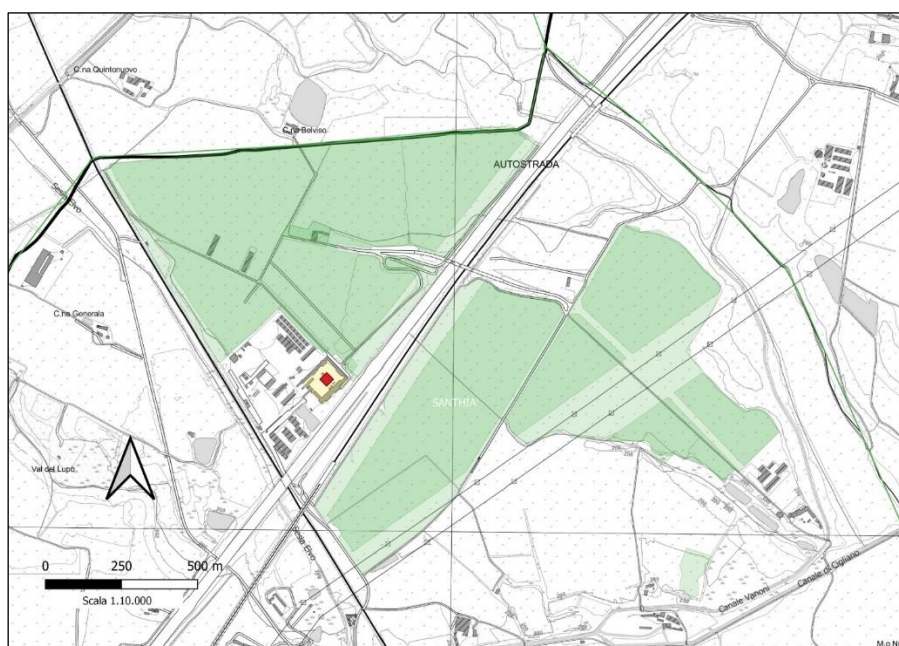 C.na Quintonuovo
C.na Belviso
AUTOSTRADA
C.na Generala
SANTHIA
Val del Lupo
0 250 500 m
Scala 1:10.000
Canale Vanoni
Canale di Cigliano
M.o Nu